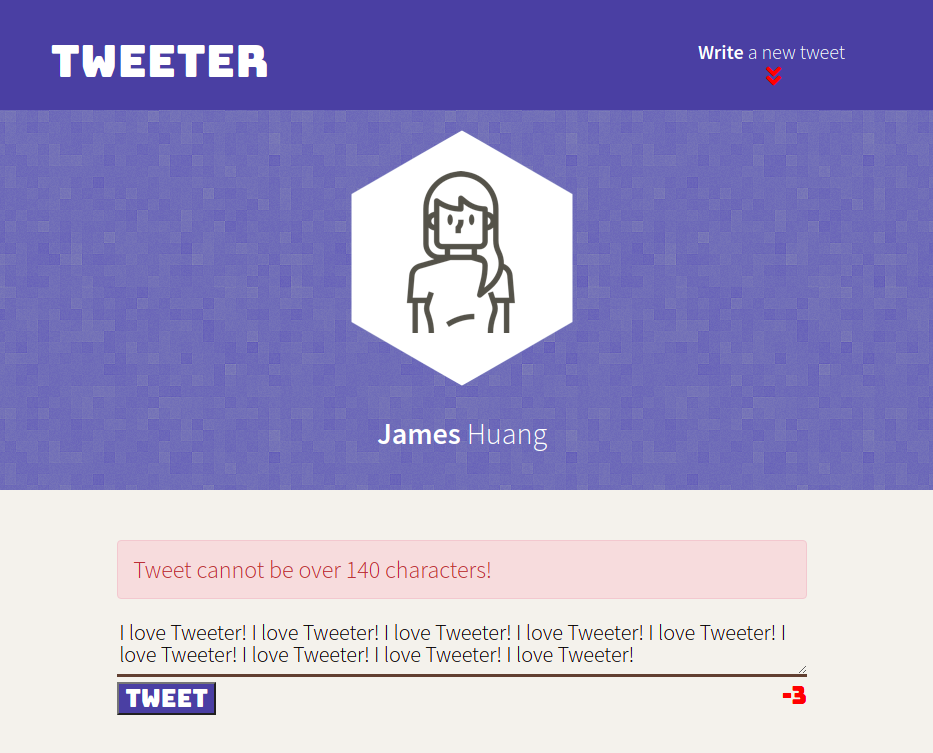 TWEETER
Write a new tweet
James Huang
Tweet cannot be over 140 characters!
I love Tweeter! I love Tweeter! I love Tweeter! I love Tweeter! I love Tweeter! I
love Tweeter! I love Tweeter! I love Tweeter! I love Tweeter!
TWEET
-3